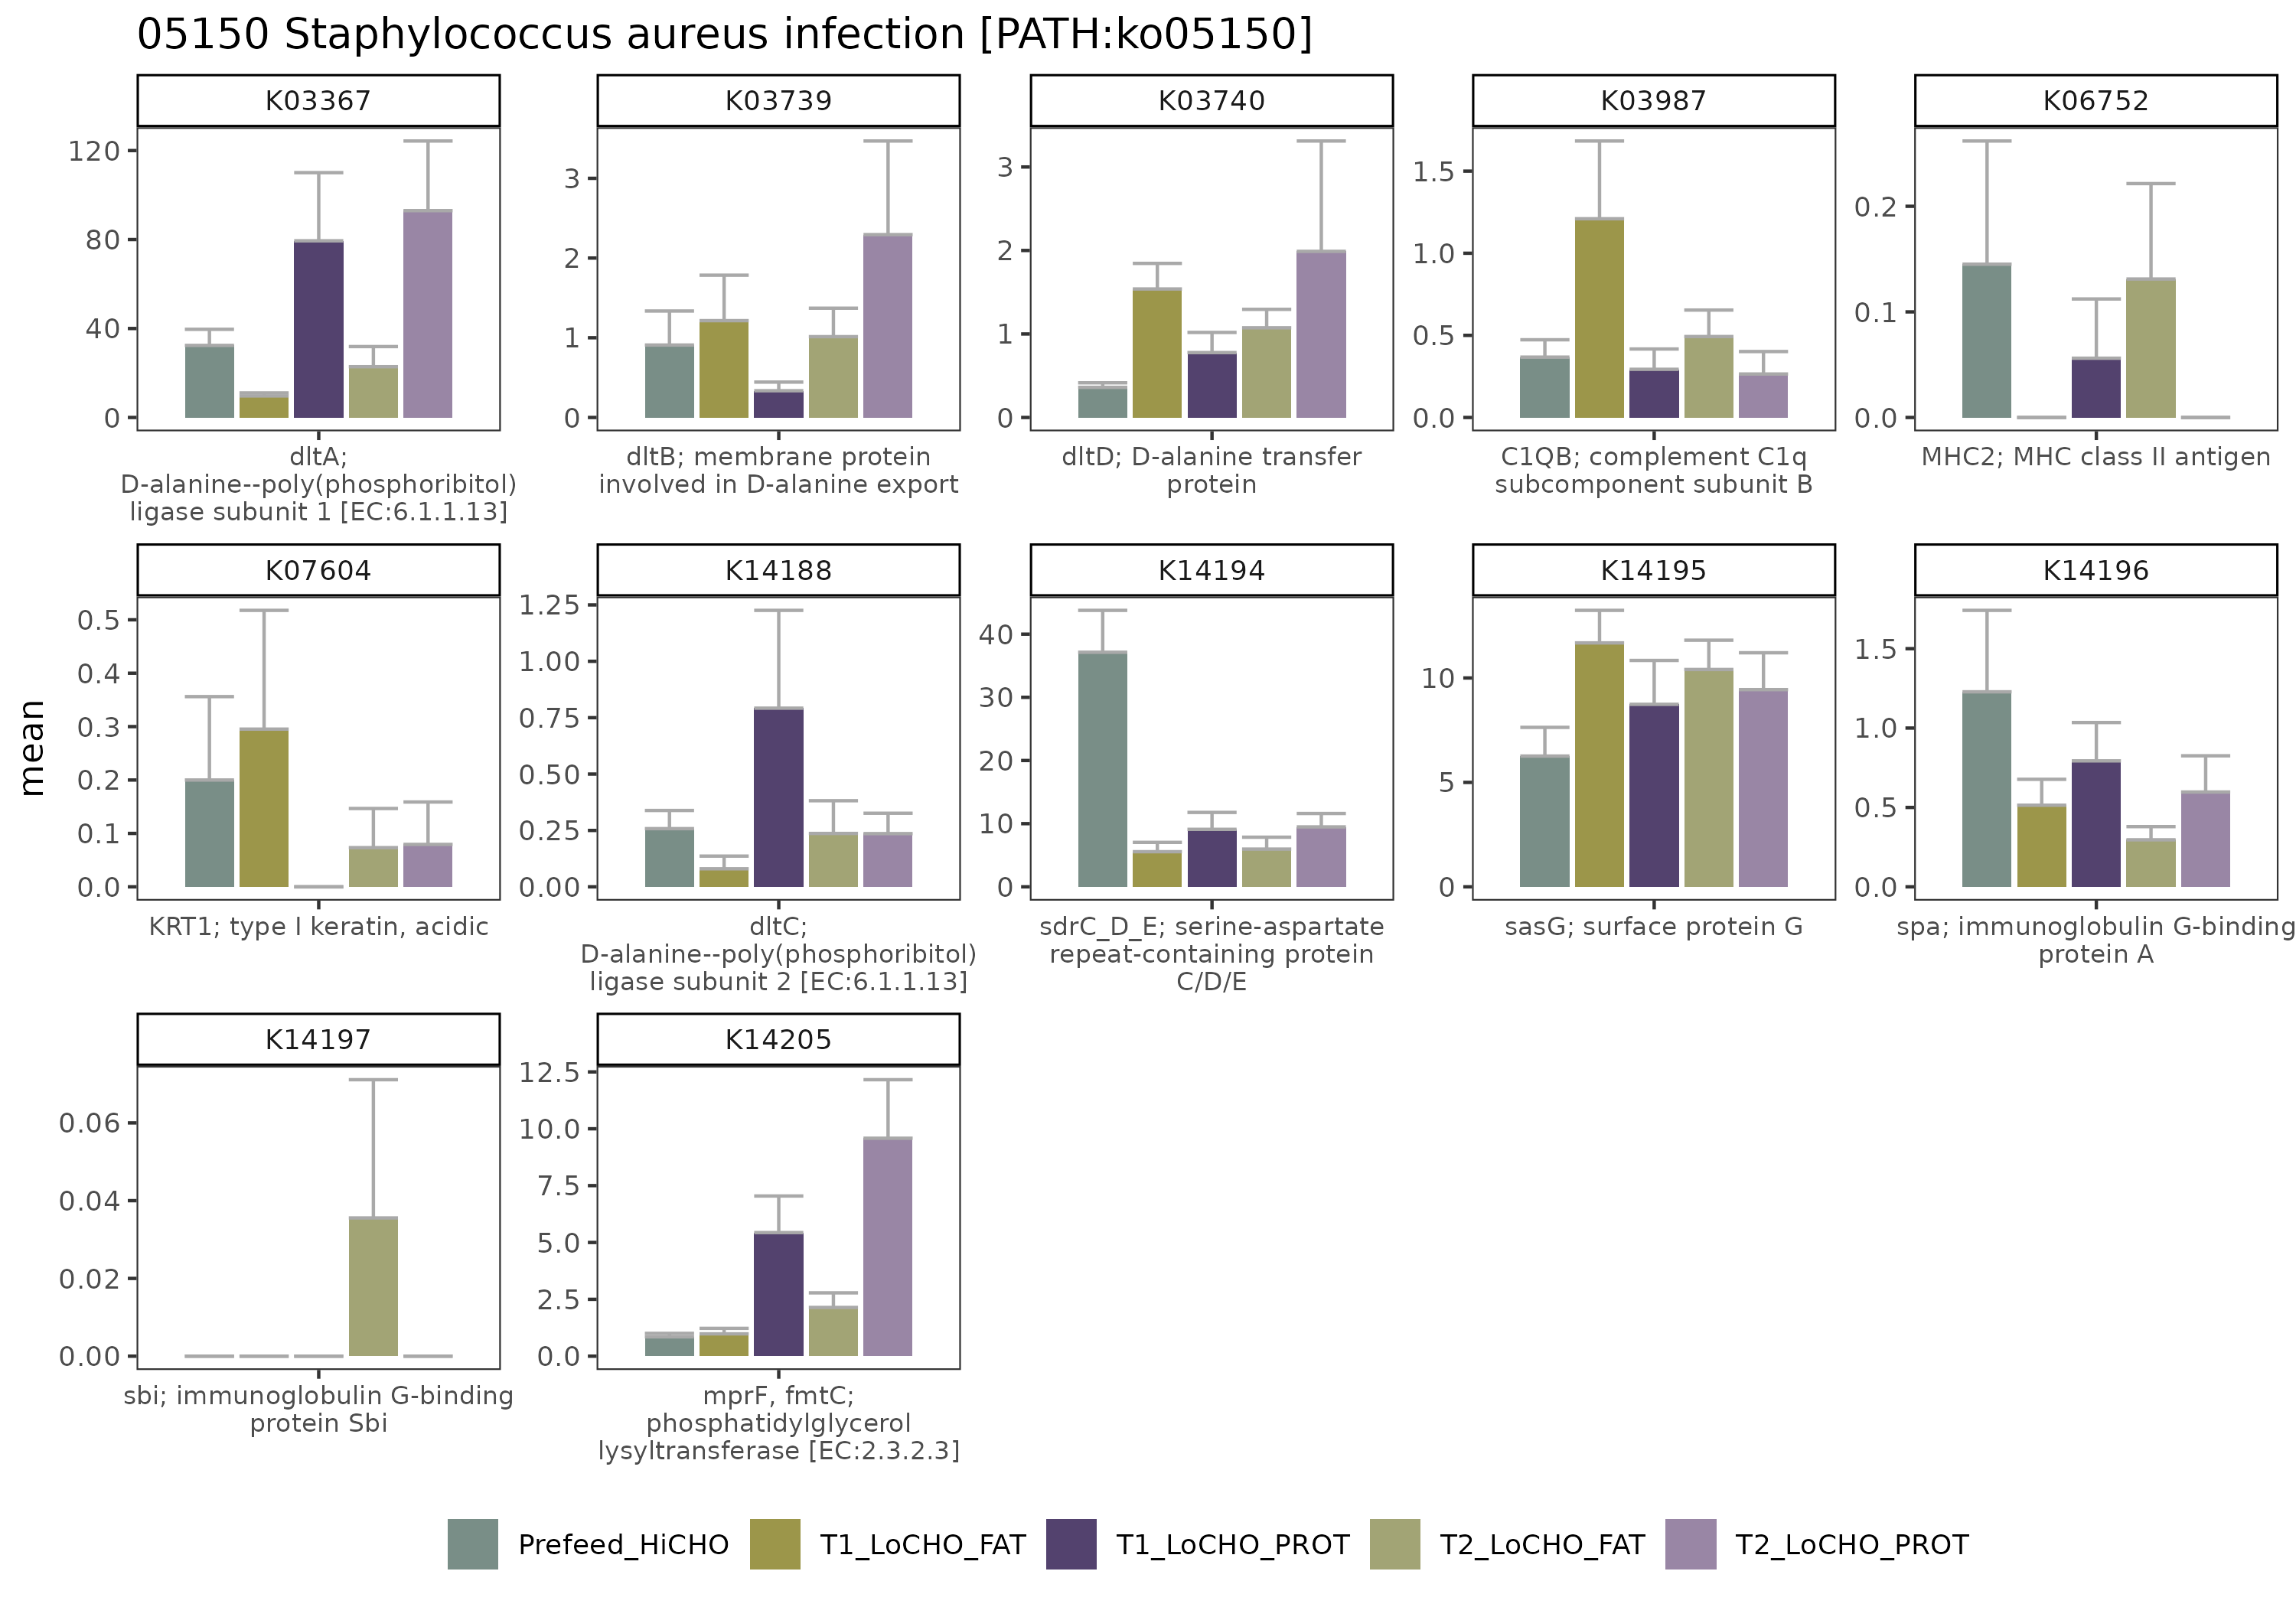 05150 Staphylococcus aureus infection [PATH:ko05150]
K03367
K03739
K03740
K03987
K06752
120
80
40
0
3
2
1
0
3
2
1
0
1.5
1.0
0.5
0.0
0.2
0.1
0.0
dltA;
D-alanine--poly(phosphoribitol)
ligase subunit 1 [EC:6.1.1.13]
dltB; membrane protein
involved in D-alanine export
dltD; D-alanine transfer
protein
C1QB; complement C1q
subcomponent subunit B
MHC2; MHC class II antigen
mean
K07604
K14188
K14194
K14195
K14196
0.5
0.4
0.3
0.2
0.1
0.0
1.25
1.00
0.75
0.50
0.25
0.00
40
30
20
10
0
10
5
0
1.5
1.0
0.5
0.0
KRT1; type I keratin, acidic
dltC;
D-alanine--poly(phosphoribitol)
ligase subunit 2 [EC:6.1.1.13]
sdrC_D_E; serine-aspartate
repeat-containing protein
C/D/E
sasG; surface protein G
spa; immunoglobulin G-binding
protein A
K14197
K14205
0.06
0.04
0.02
0.00
12.5
10.0
7.5
5.0
2.5
0.0
sbi; immunoglobulin G-binding
protein Sbi
mprF, fmtC;
phosphatidylglycerol
lysyltransferase [EC:2.3.2.3]
Prefeed_HiCHO
T1_LoCHO_FAT
T1_LoCHO_PROT
T2_LoCHO_FAT
T2_LoCHO_PROT